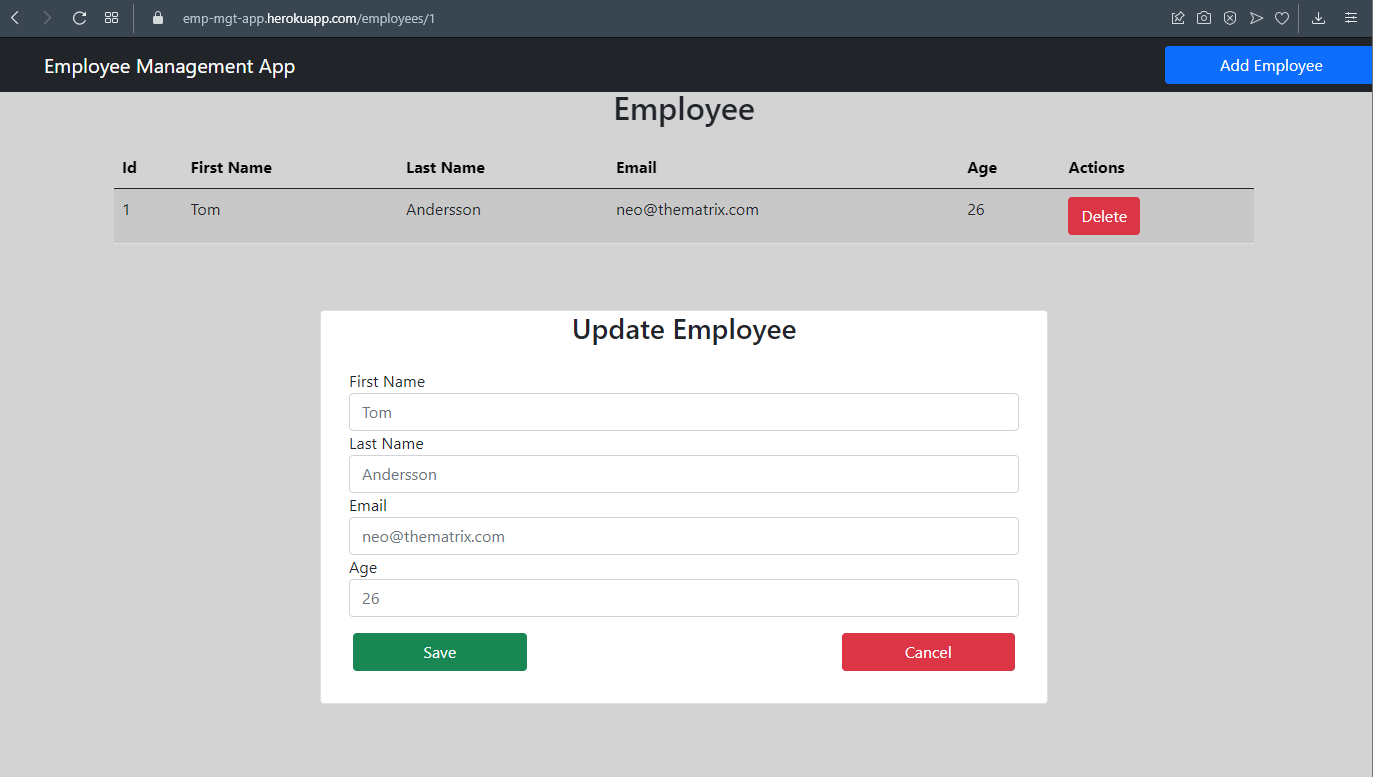 emp-mgt-app.herokuapp.com/employees/1
Employee Management App Add Employee
Employee
Id First Name Last Name Email Age Actions
1 Tom Andersson neo@thematrix.com 26 Delete
Update Employee
First Name
Tom
Last Name
Andersson
Email
neo@thematrix.com
Age
26
Save Cancel